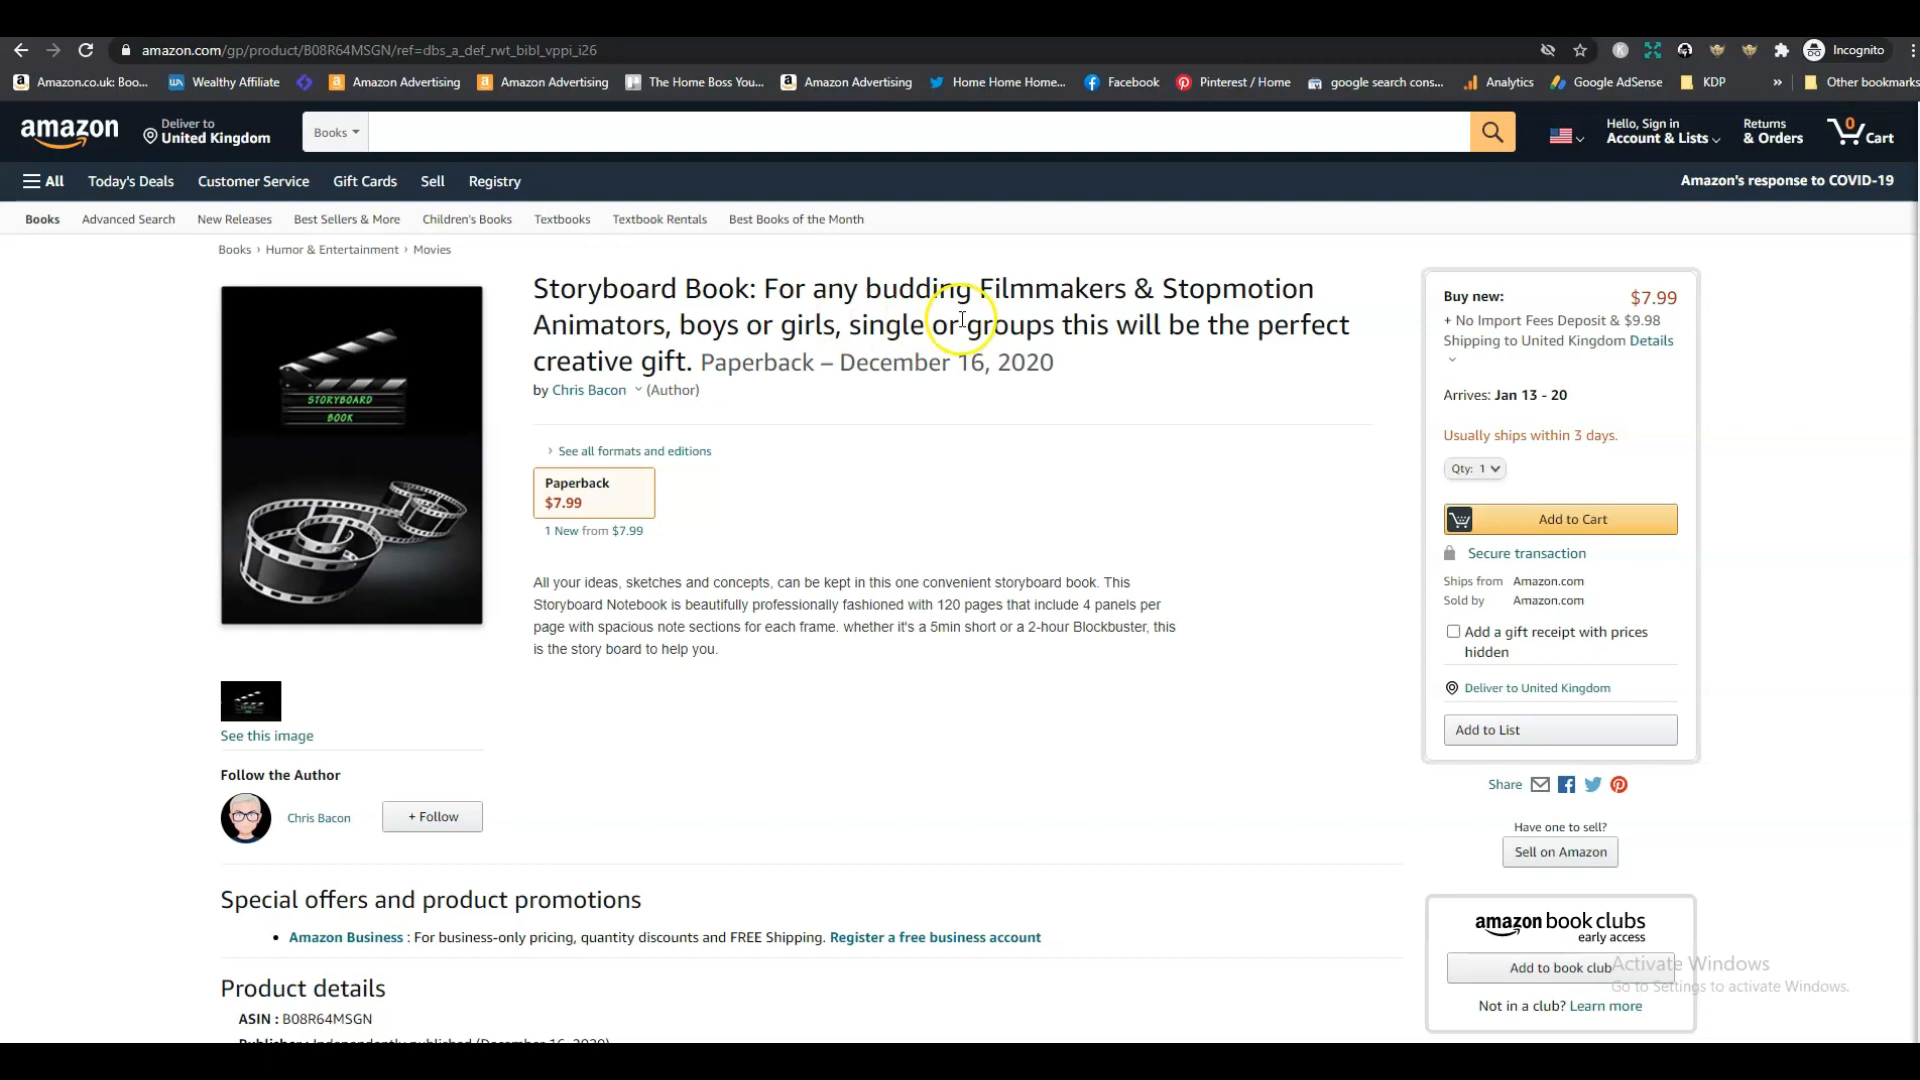 amazon.com/gp/product/B08R64MSGN/ref=dbs_a_def_rwt_bibl_vppi_i26
Incognito
Amazon.co.uk: Boo...
Wealthy Affiliate
Amazon Advertising
Amazon Advertising
The Home Boss You...
Amazon Advertising
Home Home Home...
Facebook
Pinterest / Home
google search cons...
Analytics
Google AdSense
KDP
»
Other bookmarks
amazon
Deliver to
United Kingdom
Books
Hello, Sign in
Account & Lists
Returns
& Orders
0
Cart
All
Today's Deals
Customer Service
Gift Cards
Sell
Registry
Amazon's response to COVID-19
Books
Advanced Search
New Releases
Best Sellers & More
Children's Books
Textbooks
Textbook Rentals
Best Books of the Month
Books › Humor & Entertainment › Movies
STORYBOARD
BOOK
See this image
Follow the Author
Chris Bacon
+ Follow
Storyboard Book: For any budding Filmmakers & Stopmotion
Animators, boys or girls, single or groups this will be the perfect
creative gift. Paperback – December 16, 2020
by Chris Bacon (Author)
› See all formats and editions
Paperback
$7.99
1 New from $7.99
All your ideas, sketches and concepts, can be kept in this one convenient storyboard book. This
Storyboard Notebook is beautifully professionally fashioned with 120 pages that include 4 panels per
page with spacious note sections for each frame. whether it's a 5min short or a 2-hour Blockbuster, this
is the story board to help you.
Buy new:
$7.99
+ No Import Fees Deposit & $9.98
Shipping to United Kingdom Details
Arrives: Jan 13 - 20
Usually ships within 3 days.
Qty: 1
Add to Cart
Secure transaction
Ships from Amazon.com
Sold by Amazon.com
Add a gift receipt with prices
hidden
Deliver to United Kingdom
Add to List
Share
Have one to sell?
Sell on Amazon
amazon book clubs
early access
Add to book club
Not in a club? Learn more
Activate Windows
Go to Settings to activate Windows.
Special offers and product promotions
• Amazon Business : For business-only pricing, quantity discounts and FREE Shipping. Register a free business account
Product details
ASIN : B08R64MSGN
Publisher : Independently published (December 16, 2020)